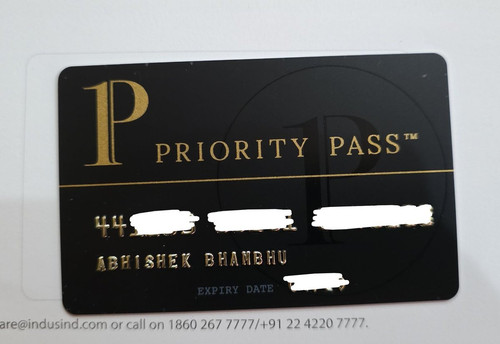 P
PRIORITY PASS™
44
ABHISHEK BHANBHU
EXPIRY DATE
are@indusind.com or call on 1860 267 7777/+91 22 4220 7777.